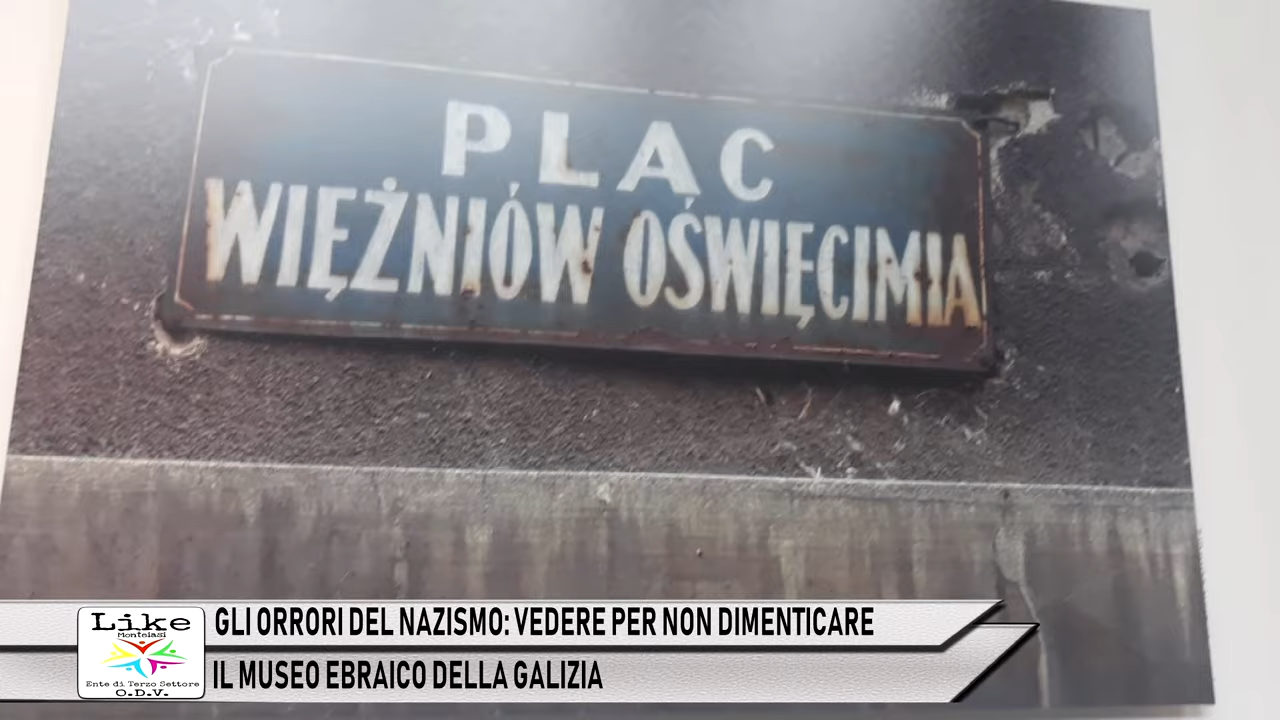 PLAC
WIĘŹNIÓW OŚWIĘCIMIA
GLI ORRORI DEL NAZISMO: VEDERE PER NON DIMENTICARE
IL MUSEO EBRAICO DELLA GALIZIA
Like
Monteiasi
Ente di Terzo Settore
O.D.V.